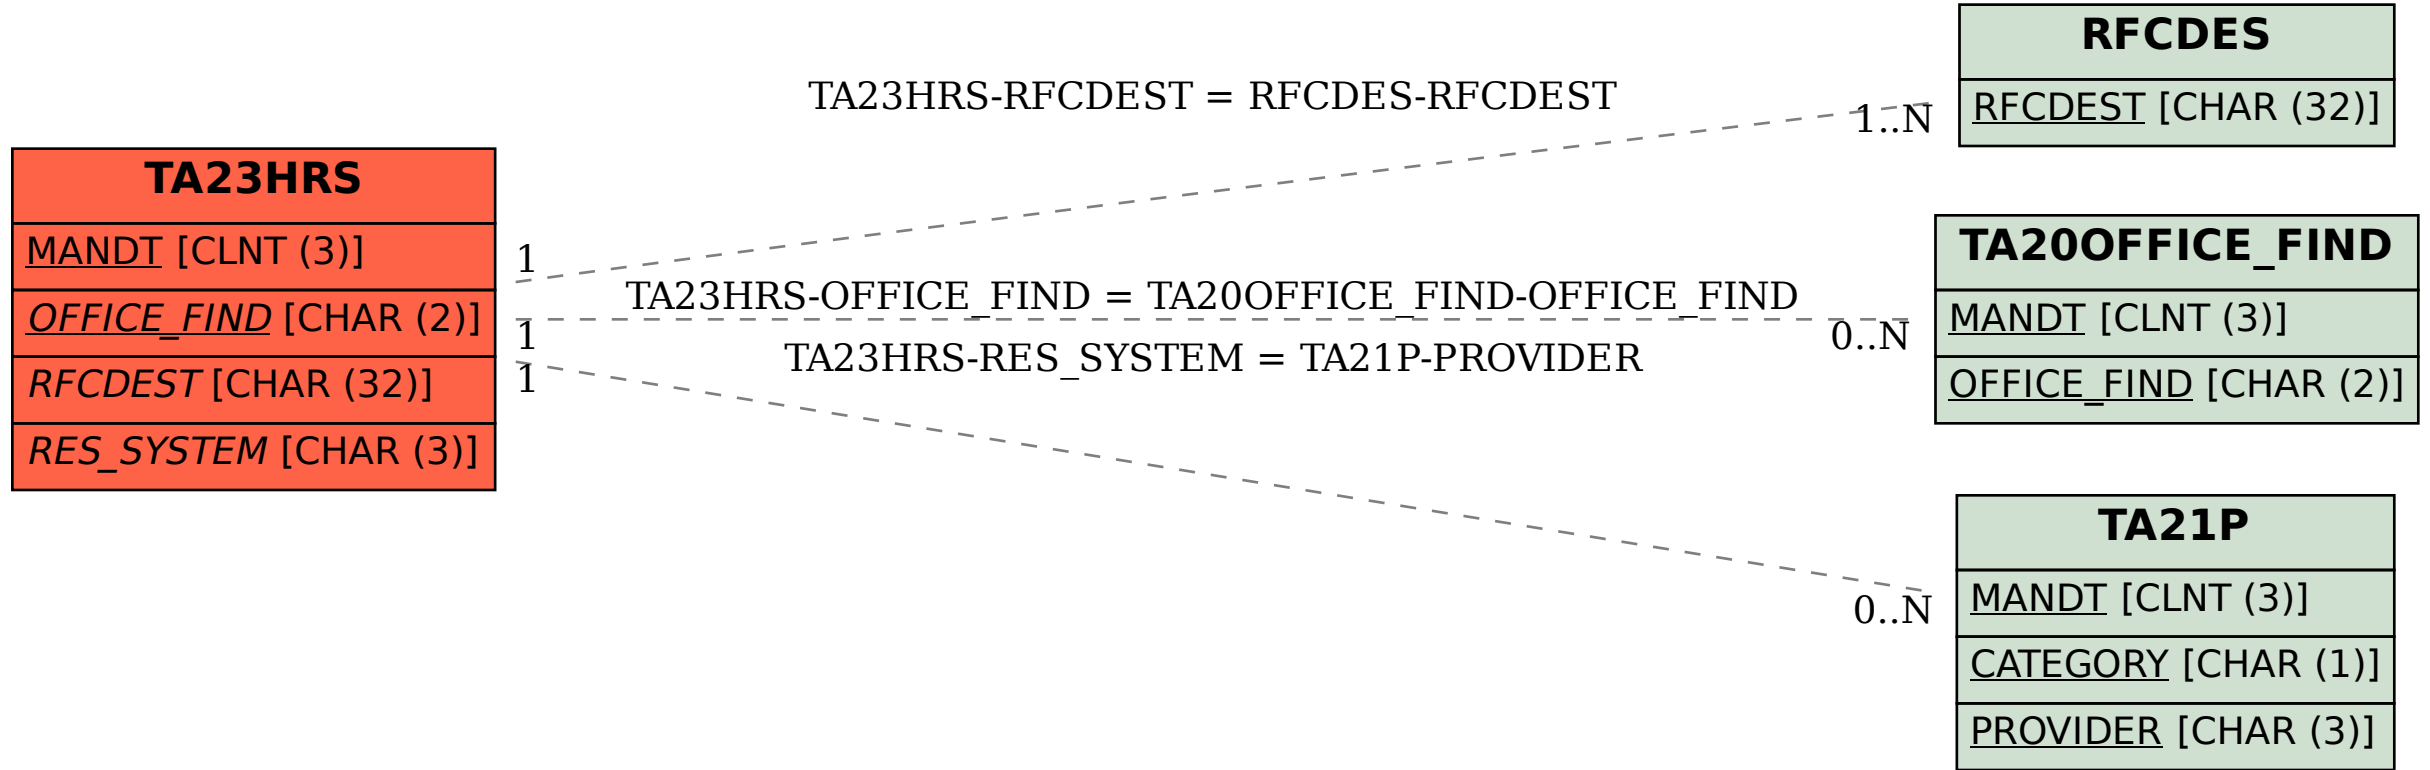 TA23HRS
MANDT [CLNT (3)]
OFFICE_FIND [CHAR (2)]
RFCDEST [CHAR (32)]
RES_SYSTEM [CHAR (3)]
TA23HRS-RFCDEST = RFCDES-RFCDEST
1
1..N
TA23HRS-OFFICE_FIND = TA20OFFICE_FIND-OFFICE_FIND
1
0..N
TA23HRS-RES_SYSTEM = TA21P-PROVIDER
1
0..N
RFCDES
RFCDEST [CHAR (32)]
TA20OFFICE_FIND
MANDT [CLNT (3)]
OFFICE_FIND [CHAR (2)]
TA21P
MANDT [CLNT (3)]
CATEGORY [CHAR (1)]
PROVIDER [CHAR (3)]